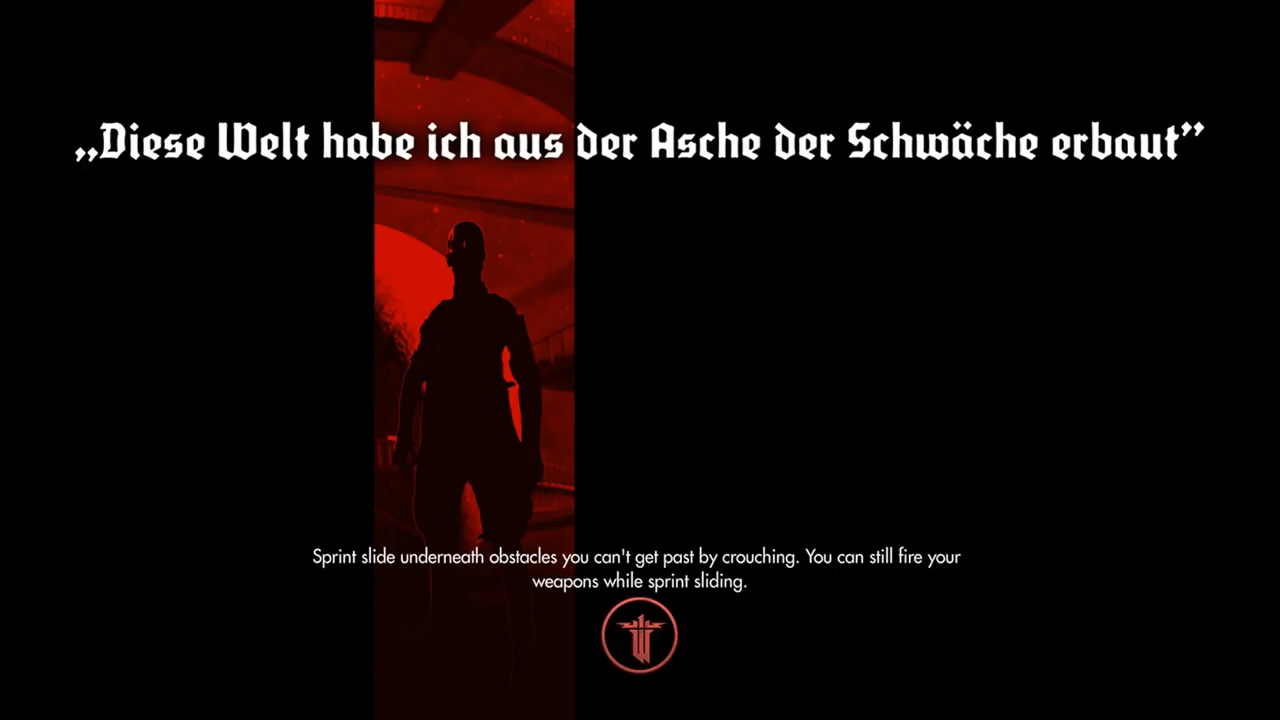 „Diese Welt habe ich aus der Asche der Schwäche erbaut”
Sprint slide underneath obstacles you can't get past by crouching. You can still fire your
weapons while sprint sliding.